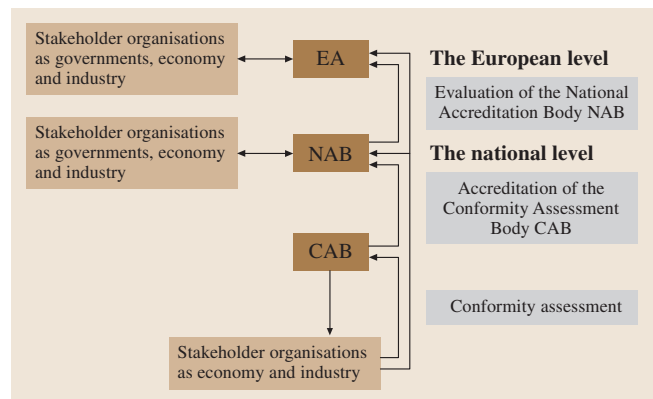 Stakeholder organisations
as governments, economy
and industry
EA
The European level
Evaluation of the National
Accreditation Body NAB
Stakeholder organisations
as governments, economy
and industry
NAB
The national level
Accreditation of the
Conformity Assessment
Body CAB
CAB
Conformity assessment
Stakeholder organisations
as economy and industry